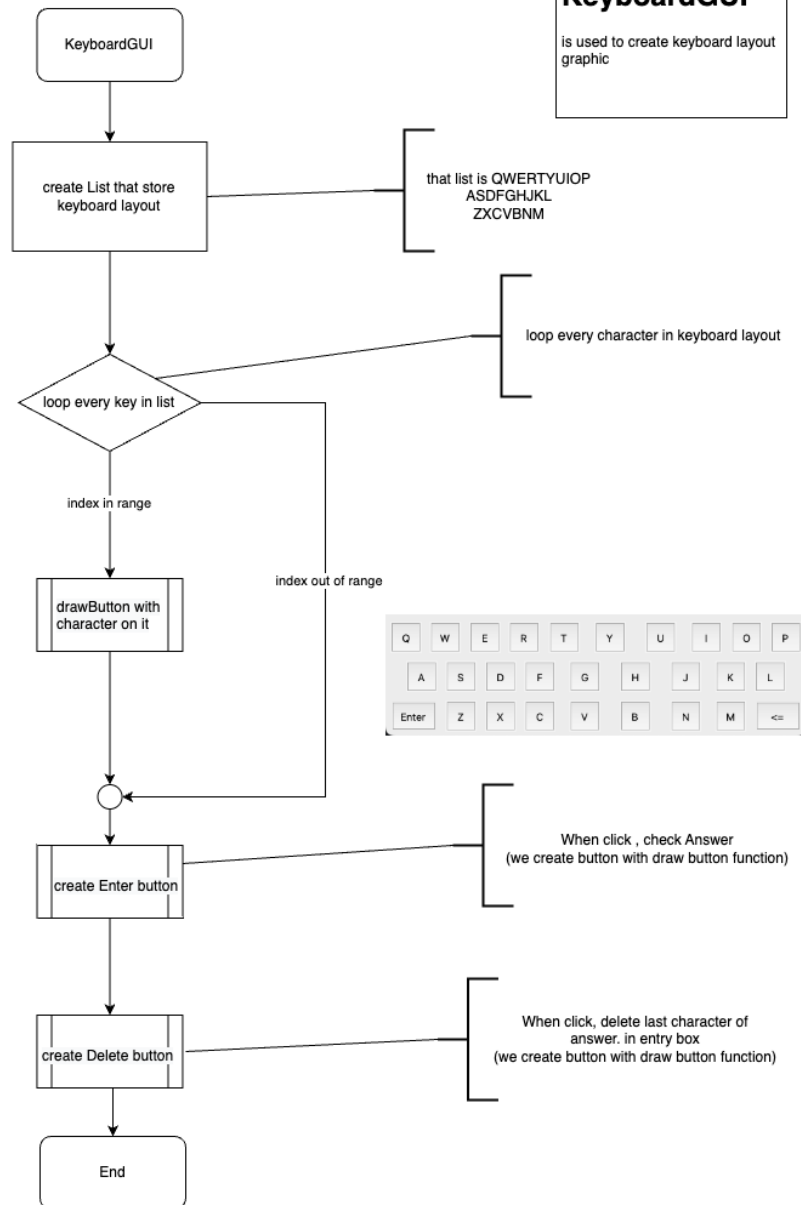 KeyboardGUI
is used to create keyboard layout
graphic
KeyboardGUI
create List that store
keyboard layout
that list is QWERTYUIOP
ASDFGHJKL
ZXCVBNM
loop every character in keyboard layout
loop every key in list
index in range
index out of range
drawButton with
character on it
Q W E R T Y U I O P
A S D F G H J K L
Enter Z X C V B N M <=
When click , check Answer
(we create button with draw button function)
create Enter button
When click, delete last character of
answer. in entry box
(we create button with draw button function)
create Delete button
End